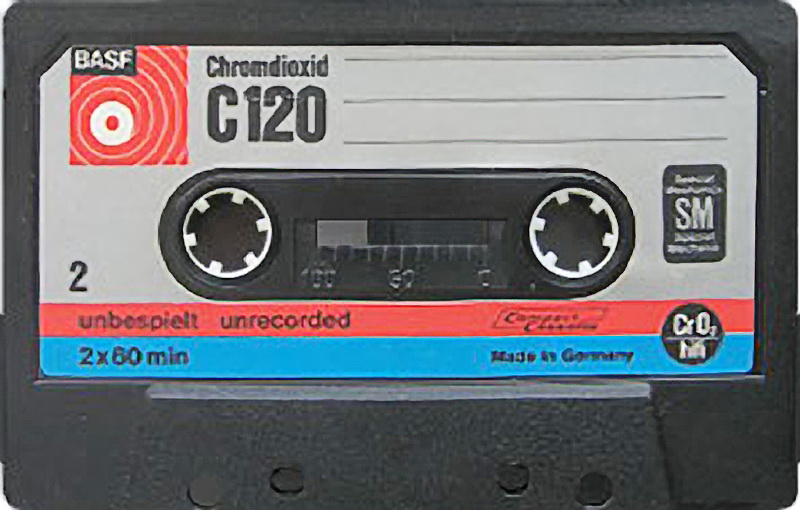 BASF
Chromdioxid
C120
SM
100 50 0
2
unbespielt unrecorded
Compact
Cassette
CrO₂
2x60 min
Made in Germany